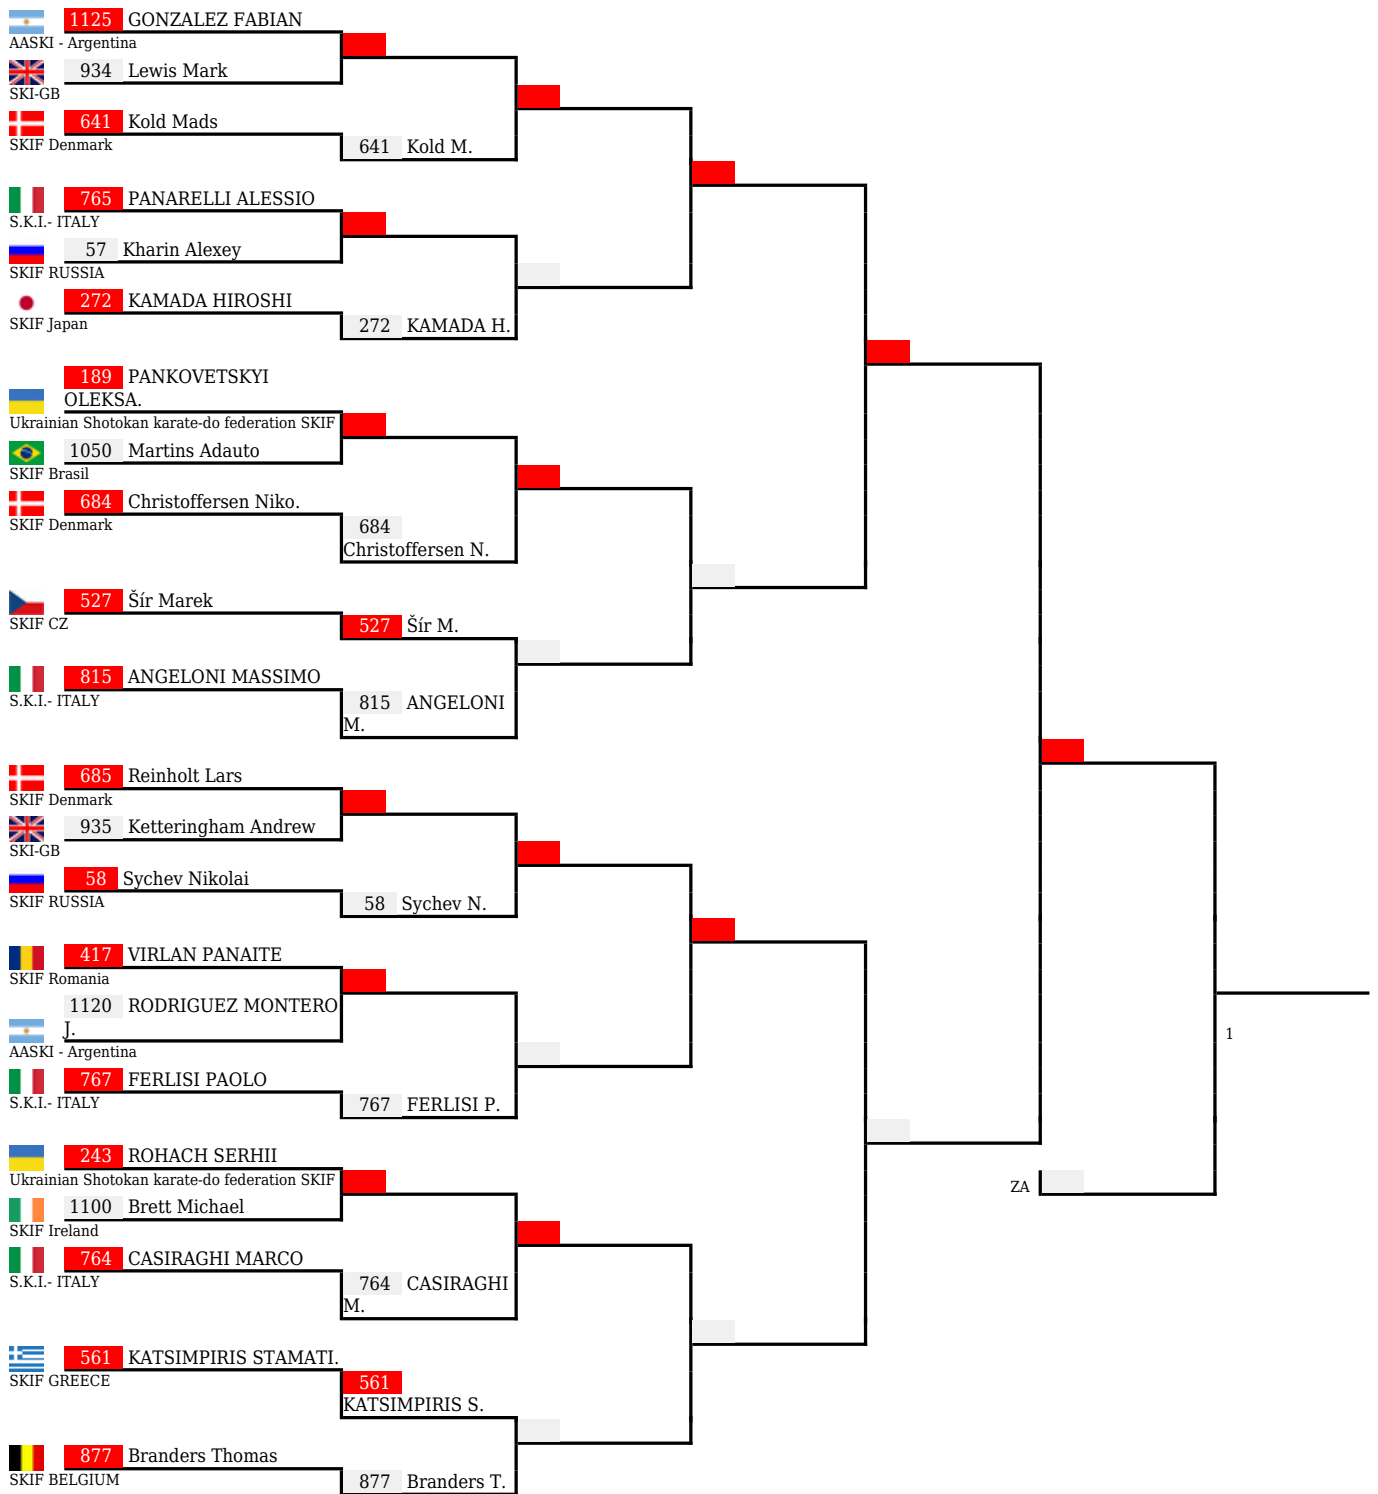 1125 GONZALEZ FABIAN
AASKI - Argentina
934 Lewis Mark
SKI-GB
641 Kold Mads
SKIF Denmark
641 Kold M.
765 PANARELLI ALESSIO
S.K.I.- ITALY
57 Kharin Alexey
SKIF RUSSIA
272 KAMADA HIROSHI
SKIF Japan
272 KAMADA H.
189 PANKOVETSKYI
OLEKSA.
Ukrainian Shotokan karate-do federation SKIF
1050 Martins Adauto
SKIF Brasil
684 Christoffersen Niko.
SKIF Denmark
684
Christoffersen N.
527 Šír Marek
SKIF CZ
527 Šír M.
815 ANGELONI MASSIMO
S.K.I.- ITALY
815 ANGELONI
M.
685 Reinholt Lars
SKIF Denmark
935 Ketteringham Andrew
SKI-GB
58 Sychev Nikolai
SKIF RUSSIA
58 Sychev N.
417 VIRLAN PANAITE
SKIF Romania
1120 RODRIGUEZ MONTERO
J.
AASKI - Argentina
1
767 FERLISI PAOLO
S.K.I.- ITALY
767 FERLISI P.
243 ROHACH SERHII
Ukrainian Shotokan karate-do federation SKIF
ZA
1100 Brett Michael
SKIF Ireland
764 CASIRAGHI MARCO
S.K.I.- ITALY
764 CASIRAGHI
M.
561 KATSIMPIRIS STAMATI.
SKIF GREECE
561
KATSIMPIRIS S.
877 Branders Thomas
SKIF BELGIUM
877 Branders T.